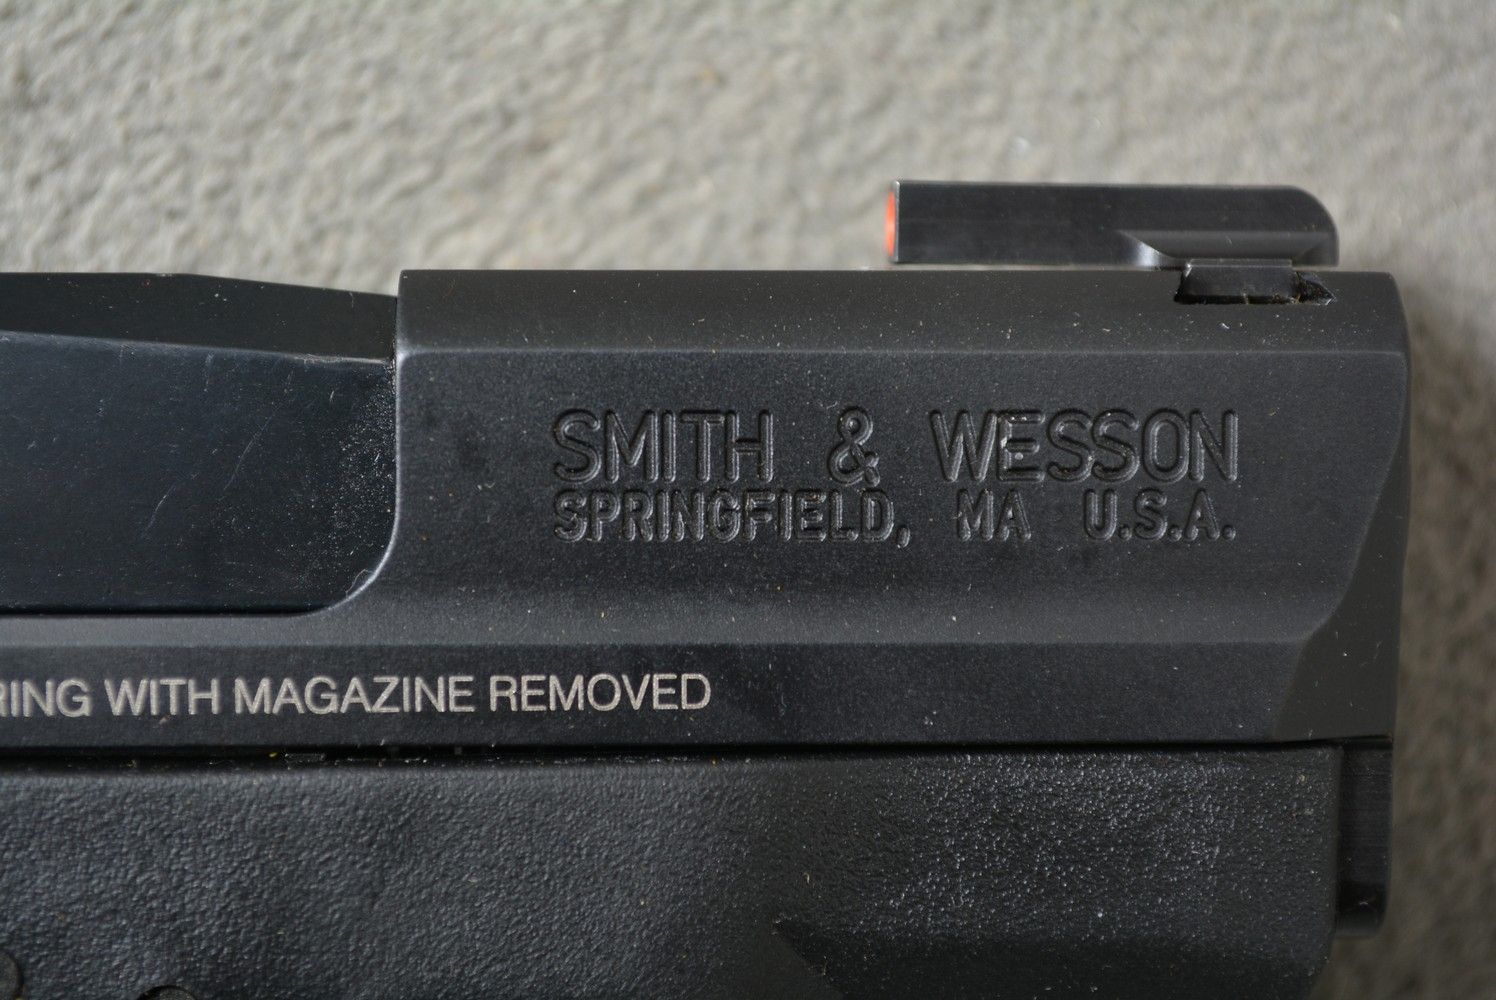 SMITH & WESSON
SPRINGFIELD, MA U.S.A.
RING WITH MAGAZINE REMOVED